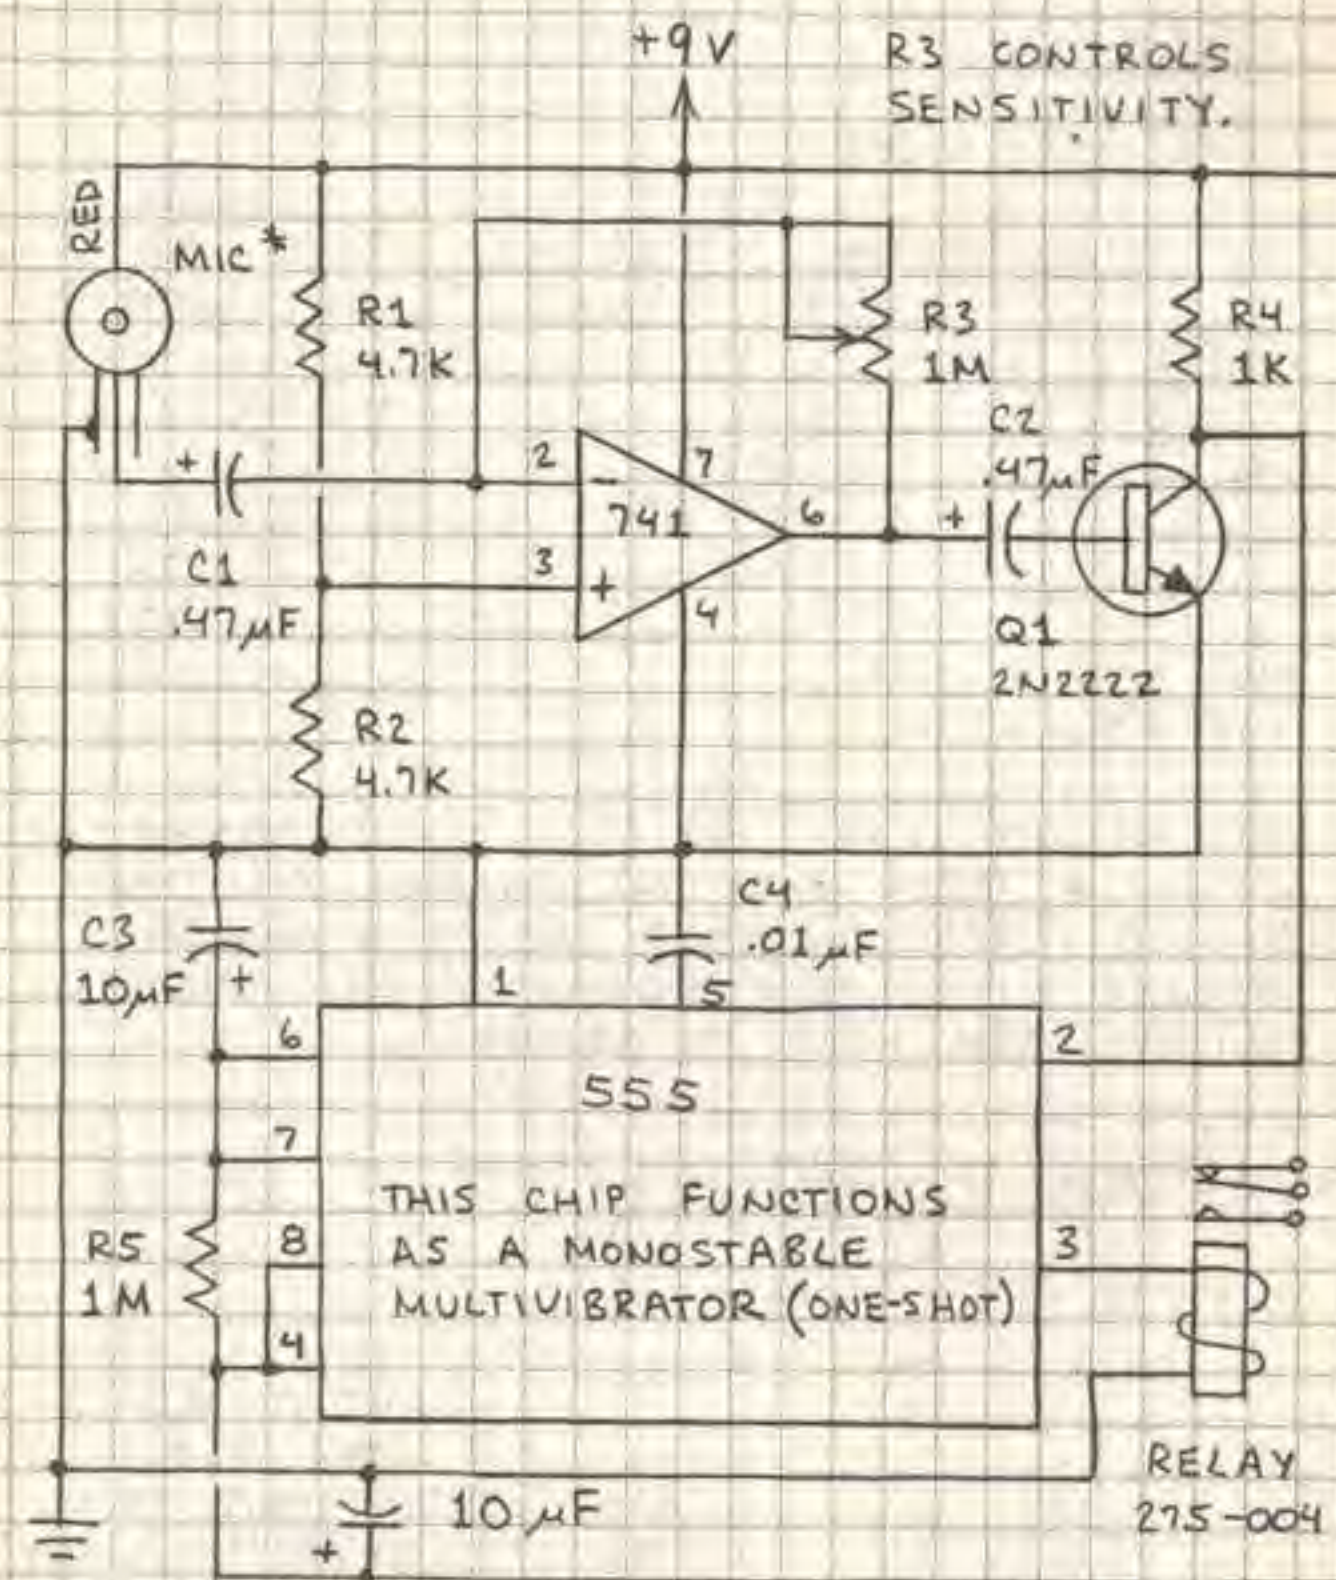 +9V
R3 CONTROLS
SENSITIVITY.
RED
MIC*
R1
4.7K
R3
1M
R4
1K
C2
.47µF
+
2
-
7
741
6
+
3
+
4
C1
.47µF
Q1
2N2222
R2
4.7K
C3
10µF
+
C4
.01µF
1
5
6
2
555
7
THIS CHIP FUNCTIONS
AS A MONOSTABLE
MULTIVIBRATOR (ONE-SHOT)
R5
1M
8
3
4
RELAY
275-004
10µF
+